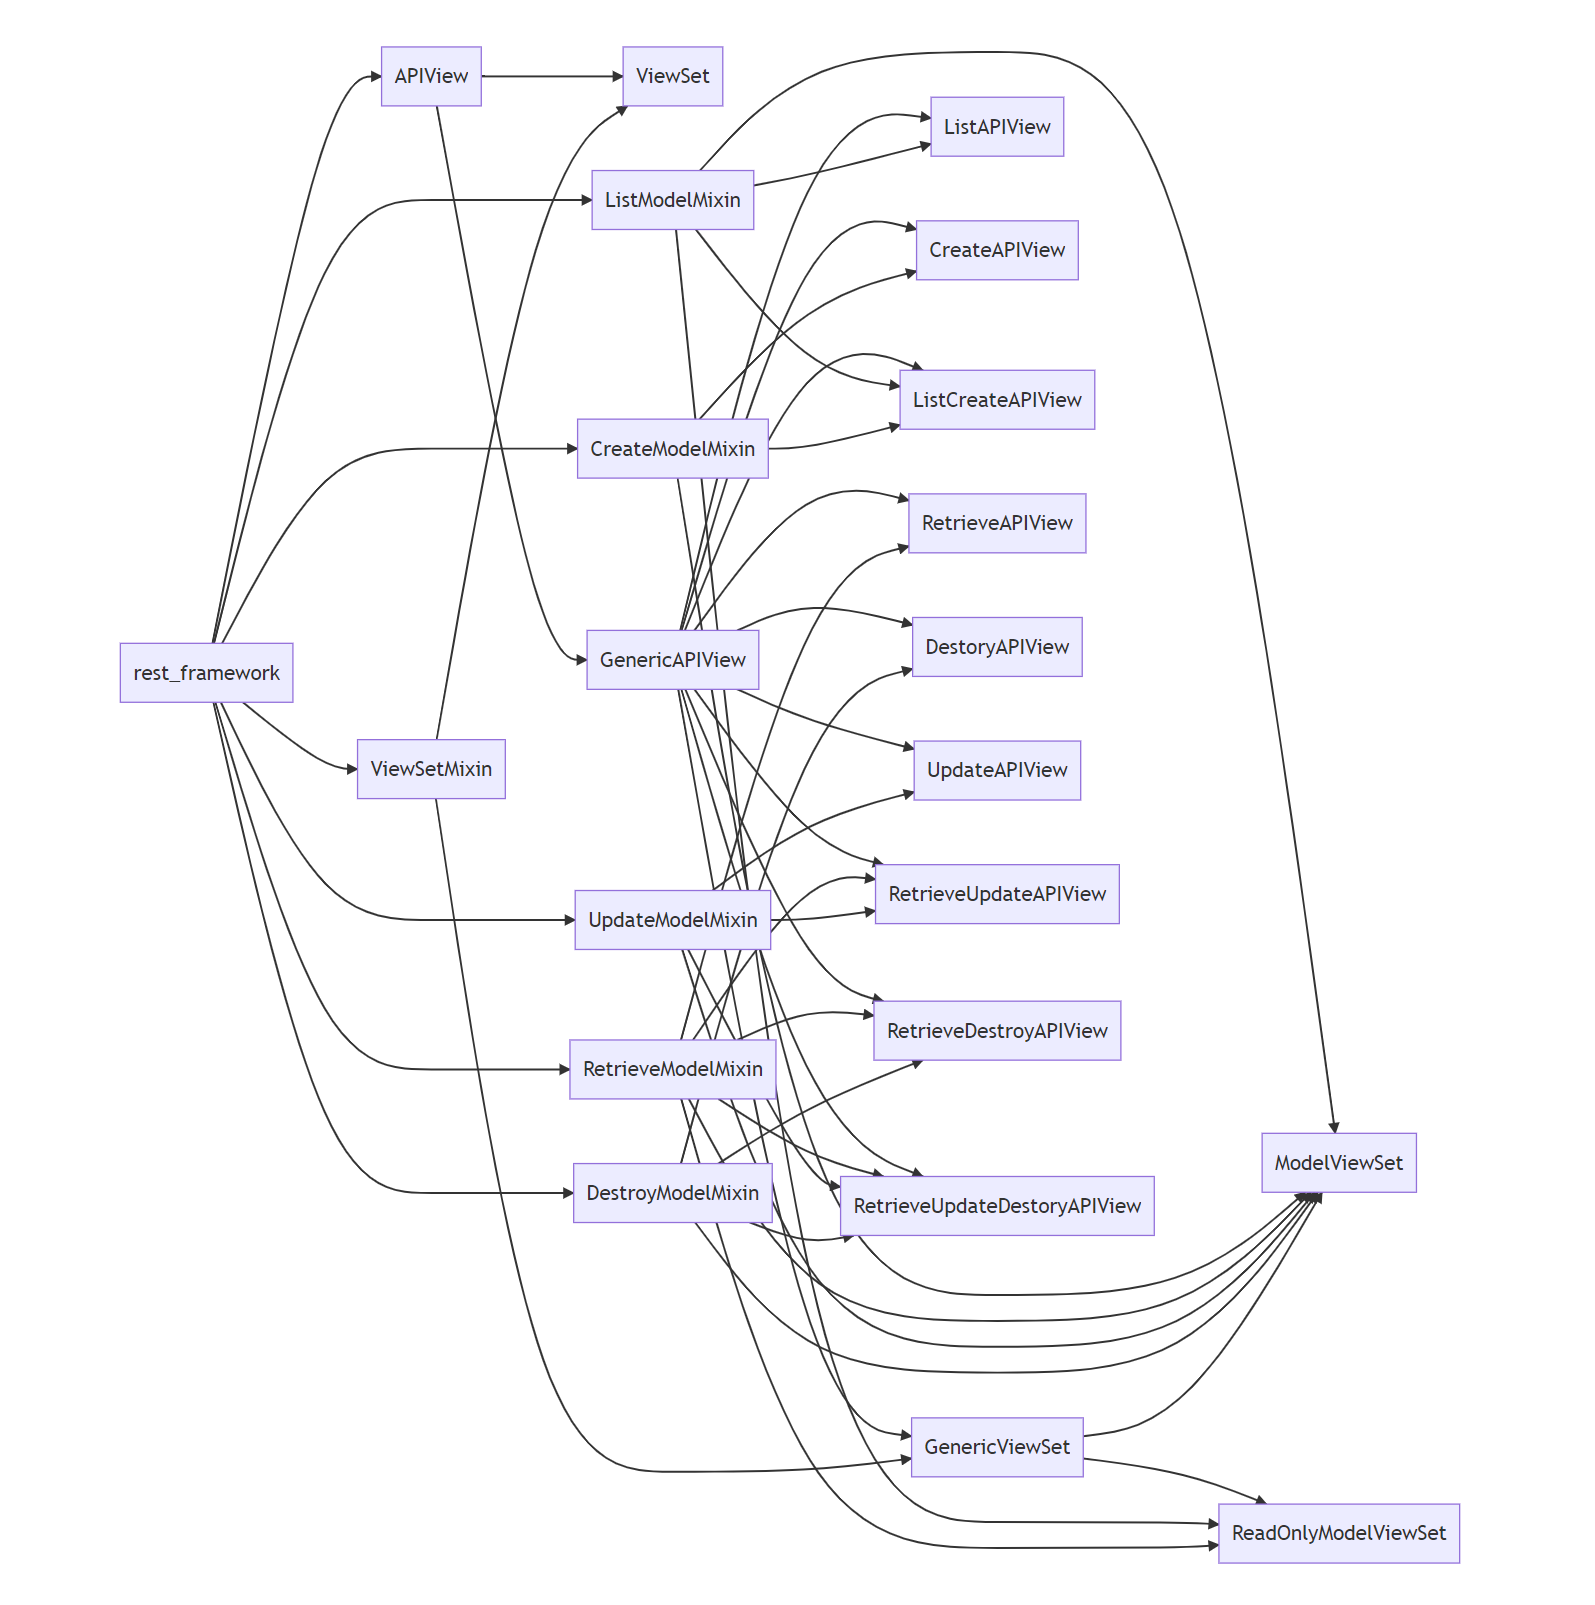 APIView
ViewSet
ListAPIView
ListModelMixin
CreateAPIView
ListCreateAPIView
CreateModelMixin
RetrieveAPIView
DestoryAPIView
GenericAPIView
rest_framework
ViewSetMixin
UpdateAPIView
RetrieveUpdateAPIView
UpdateModelMixin
RetrieveDestroyAPIView
RetrieveModelMixin
ModelViewSet
DestroyModelMixin
RetrieveUpdateDestoryAPIView
GenericViewSet
ReadOnlyModelViewSet